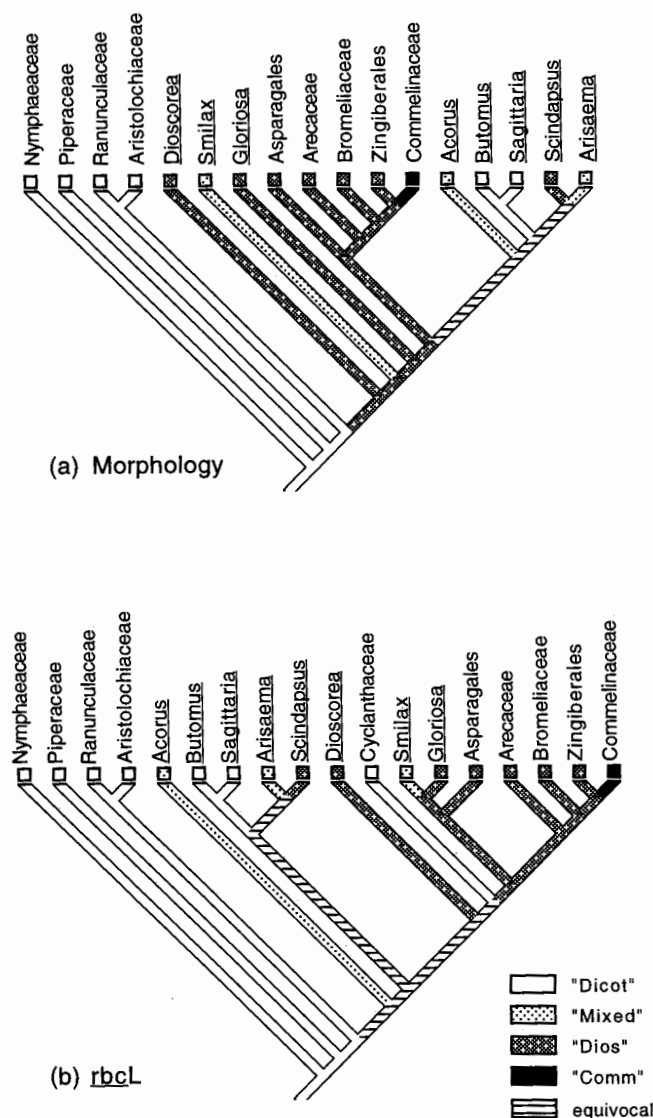 Nymphaeaceae
Piperaceae
Ranunculaceae
Aristolochiaceae
Dioscorea
Smilax
Gloriosa
Asparagales
Arecaceae
Bromeliaceae
Zingiberales
Commelinaceae
Acorus
Butomus
Sagittaria
Scindapsus
Arisaema
(a) Morphology
Nymphaeaceae
Piperaceae
Ranunculaceae
Aristolochiaceae
Acorus
Butomus
Sagittaria
Arisaema
Scindapsus
Dioscorea
Cyclanthaceae
Smilax
Gloriosa
Asparagales
Arecaceae
Bromeliaceae
Zingiberales
Commelinaceae
(b) rbcL
"Dicot"
"Mixed"
"Dios"
"Comm"
equivocal